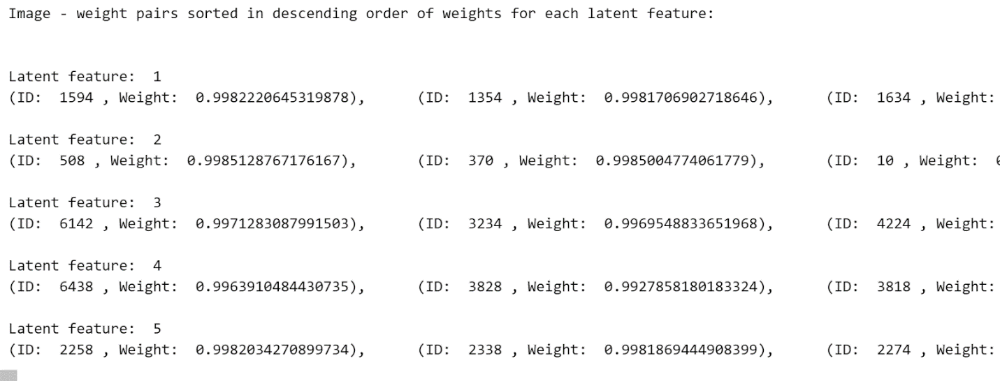 Image - weight pairs sorted in descending order of weights for each latent feature:
Latent feature:  1
(ID:  1594 , Weight:  0.9982220645319878),      (ID:  1354 , Weight:  0.9981706902718646),      (ID:  1634 , Weight:
Latent feature:  2
(ID:  508 , Weight:  0.9985128767176167),       (ID:  370 , Weight:  0.9985004774061779),       (ID:  10 , Weight:
Latent feature:  3
(ID:  6142 , Weight:  0.9971283087991503),      (ID:  3234 , Weight:  0.9969548833651968),      (ID:  4224 , Weight:
Latent feature:  4
(ID:  6438 , Weight:  0.9963910484430735),      (ID:  3828 , Weight:  0.9927858180183324),      (ID:  3818 , Weight:
Latent feature:  5
(ID:  2258 , Weight:  0.9982034270899734),      (ID:  2338 , Weight:  0.9981869444908399),      (ID:  2274 , Weight: